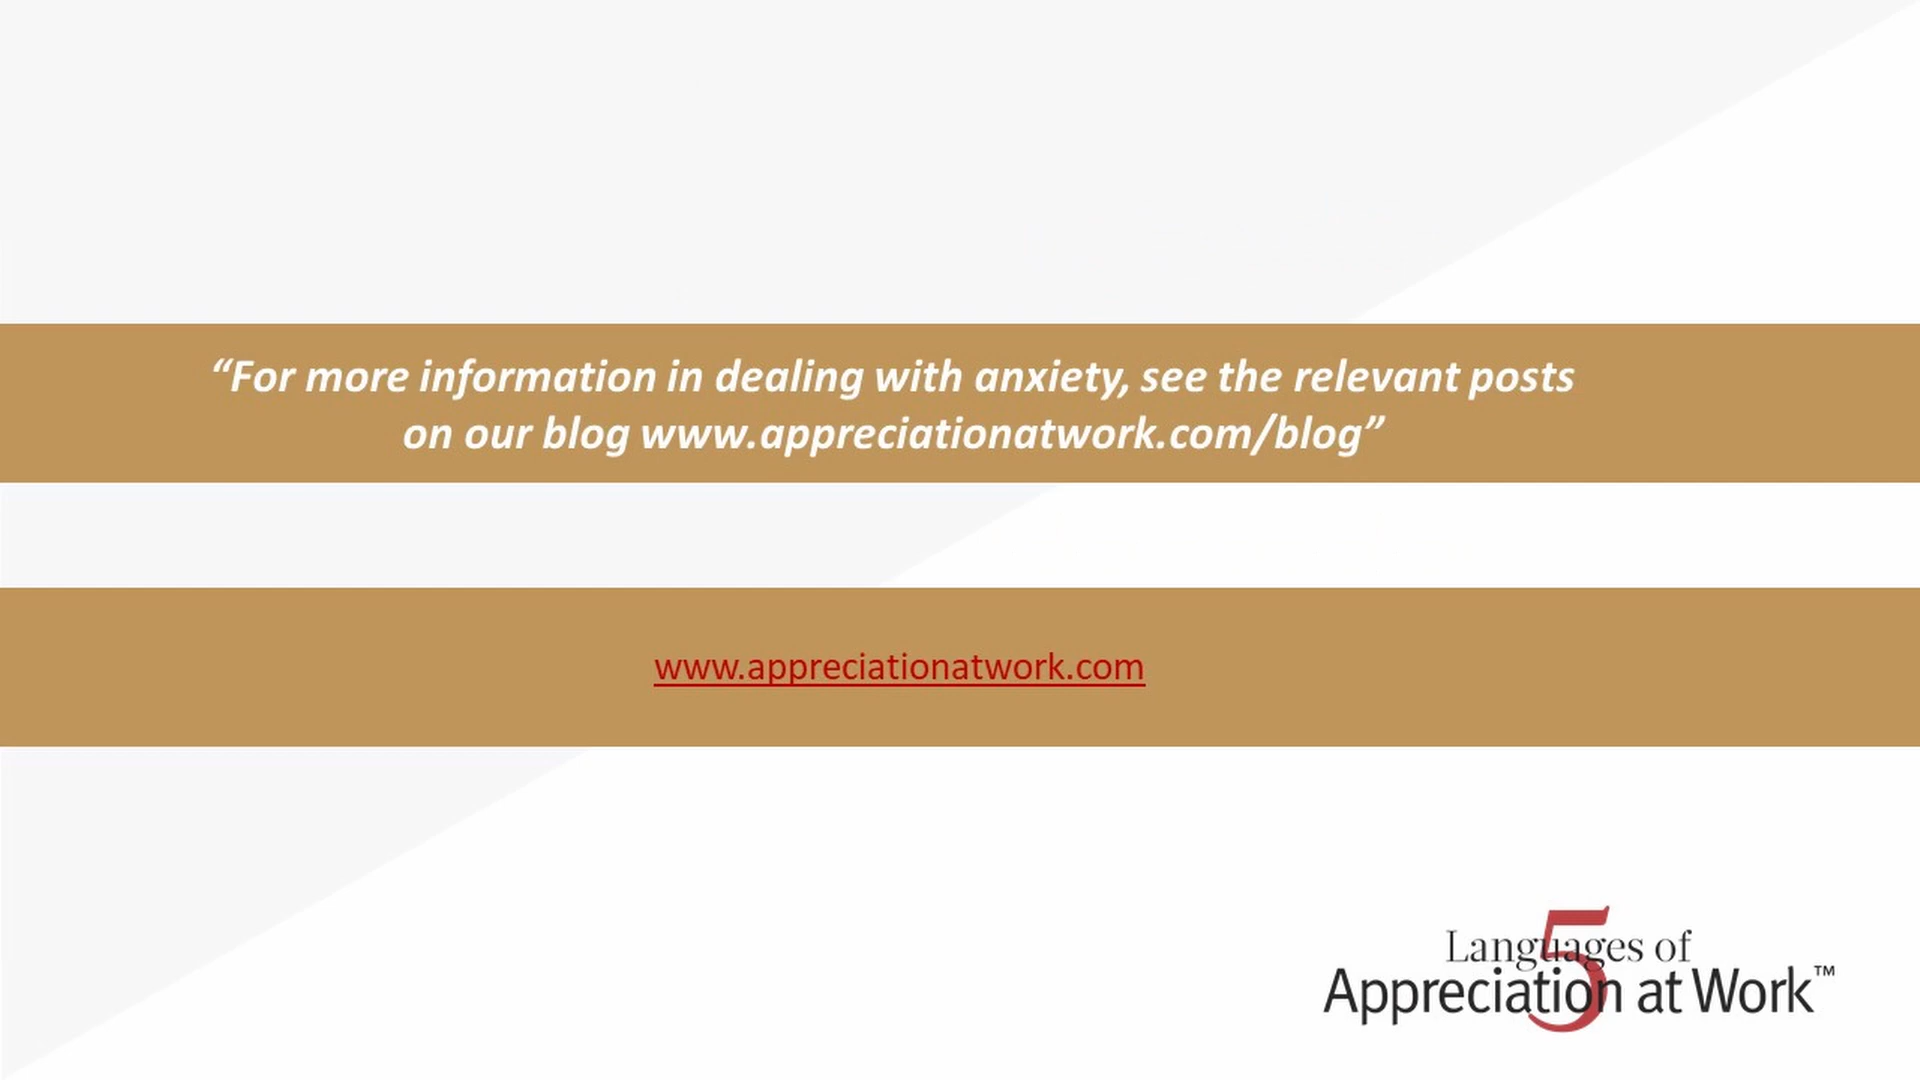 “For more information in dealing with anxiety, see the relevant posts
on our blog www.appreciationatwork.com/blog”
www.appreciationatwork.com
5
Languages of
Appreciation at Work™